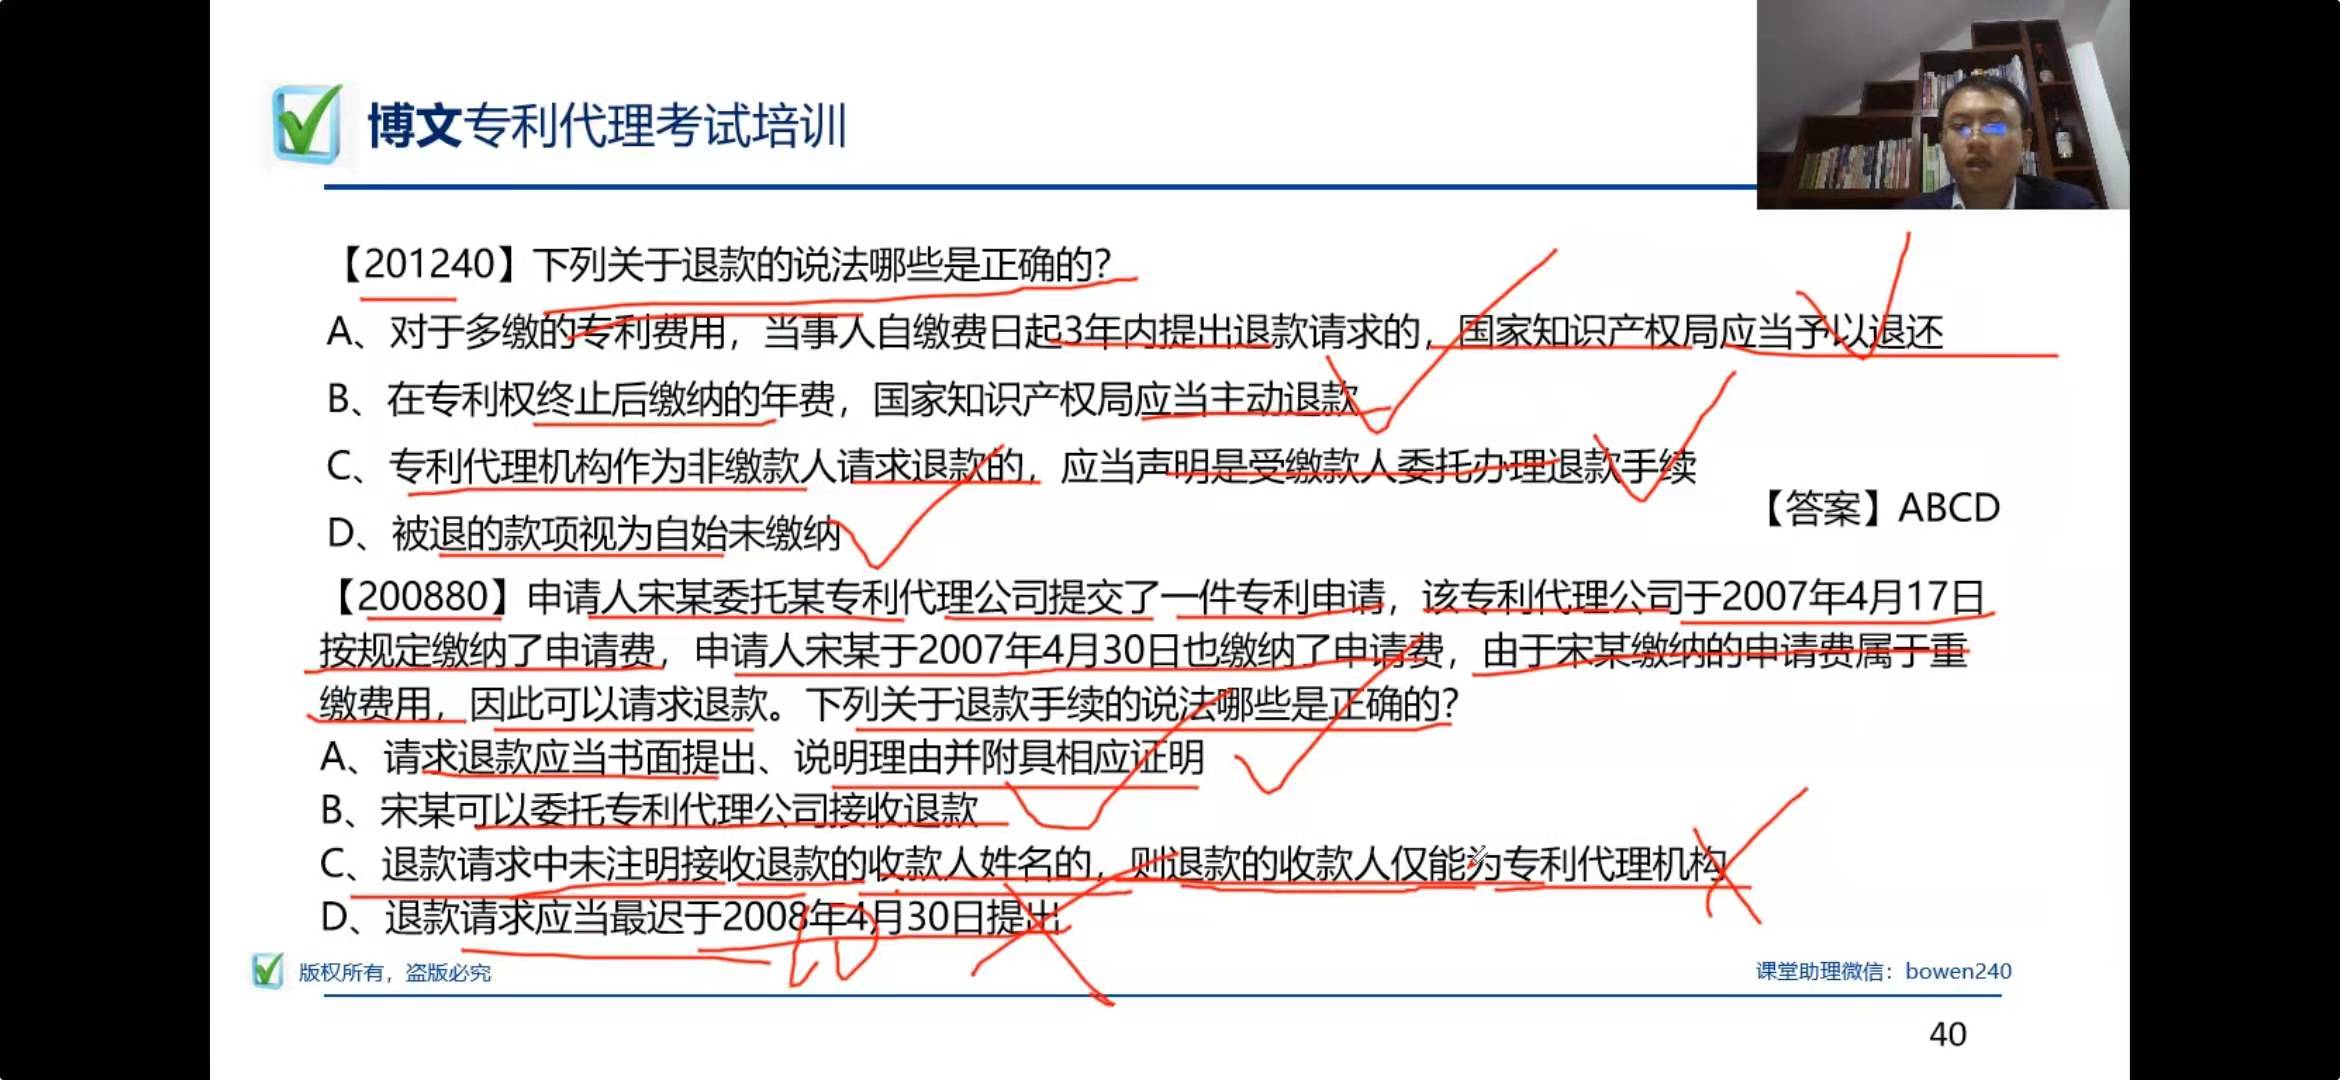 博文专利代理考试培训
【201240】下列关于退款的说法哪些是正确的？
A、对于多缴的专利费用，当事人自缴费日起3年内提出退款请求的，国家知识产权局应当予以退还
B、在专利权终止后缴纳的年费，国家知识产权局应当主动退款
C、专利代理机构作为非缴款人请求退款的，应当声明是受缴款人委托办理退款手续
【答案】ABCD
D、被退的款项视为自始未缴纳
【200880】申请人宋某委托某专利代理公司提交了一件专利申请，该专利代理公司于2007年4月17日
按规定缴纳了申请费，申请人宋某于2007年4月30日也缴纳了申请费，由于宋某缴纳的申请费属于重
缴费用，因此可以请求退款。下列关于退款手续的说法哪些是正确的？
A、请求退款应当书面提出、说明理由并附具相应证明
B、宋某可以委托专利代理公司接收退款
C、退款请求中未注明接收退款的收款人姓名的，则退款的收款人仅能为专利代理机构
D、退款请求应当最迟于2008年4月30日提出
版权所有，盗版必究
课堂助理微信：bowen240
40